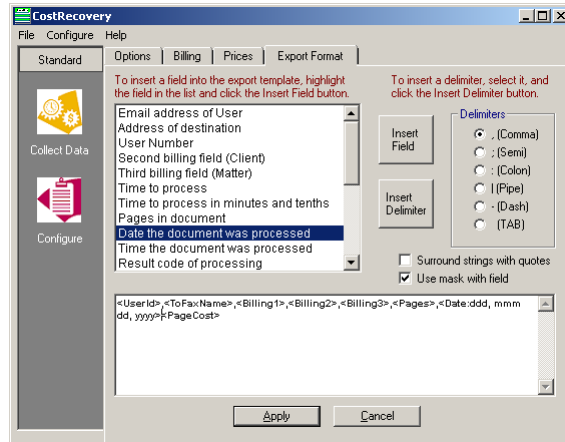 CostRecovery
File Configure Help
Standard
Options Billing Prices Export Format
To insert a field into the export template, highlight
the field in the list and click the Insert Field button.
To insert a delimiter, select it, and
click the Insert Delimiter button.
Email address of User
Address of destination
User Number
Second billing field (Client)
Third billing field (Matter)
Time to process
Time to process in minutes and tenths
Pages in document
Date the document was processed
Time the document was processed
Result code of processing
Insert
Field
Insert
Delimiter
Delimiters
, (Comma)
; (Semi)
: (Colon)
| (Pipe)
- (Dash)
(TAB)
Collect Data
Configure
Surround strings with quotes
Use mask with field
<UserId>,<ToFaxName>,<Billing1>,<Billing2>,<Billing3>,<Pages>,<Date:ddd, mmm
dd, yyyy>,<PageCost>
Apply Cancel